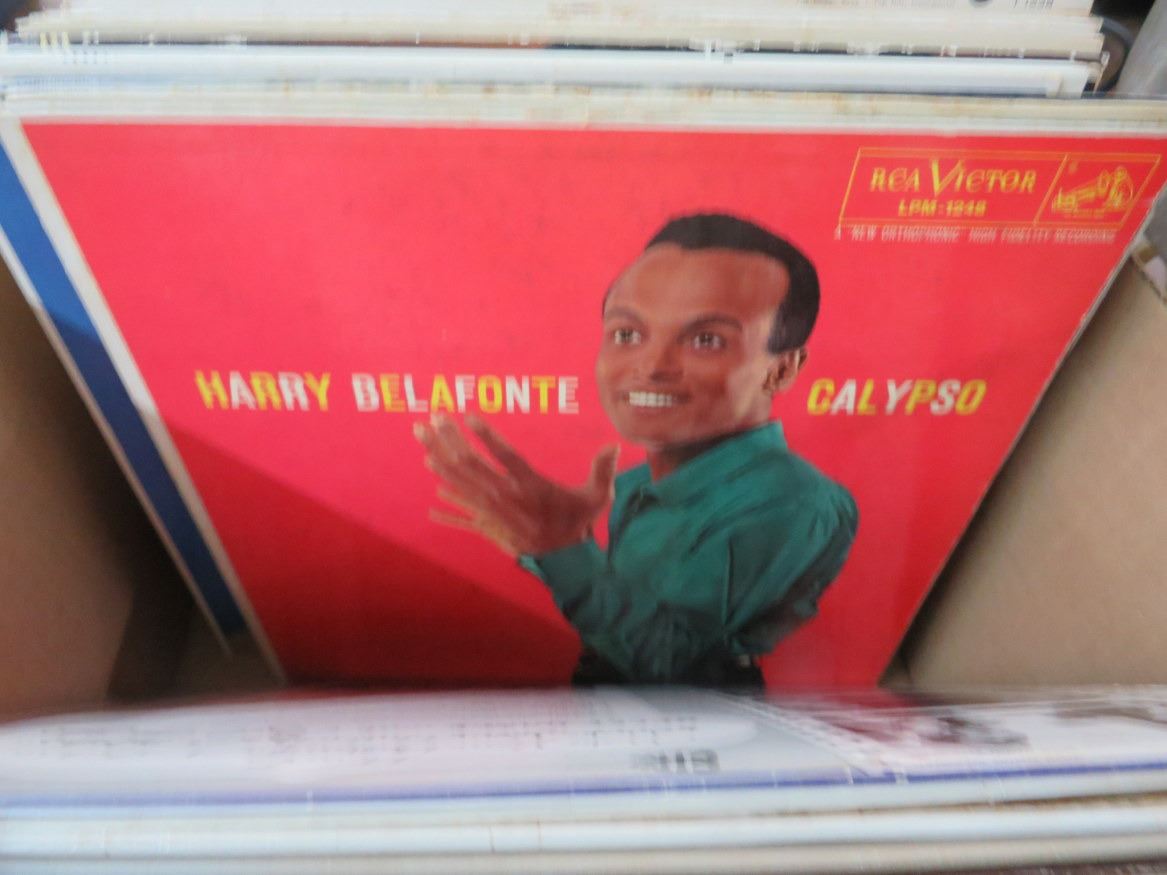 RCA VICTOR
LPM-1248
A NEW ORTHOPHONIC HIGH FIDELITY RECORDING
HARRY BELAFONTE CALYPSO